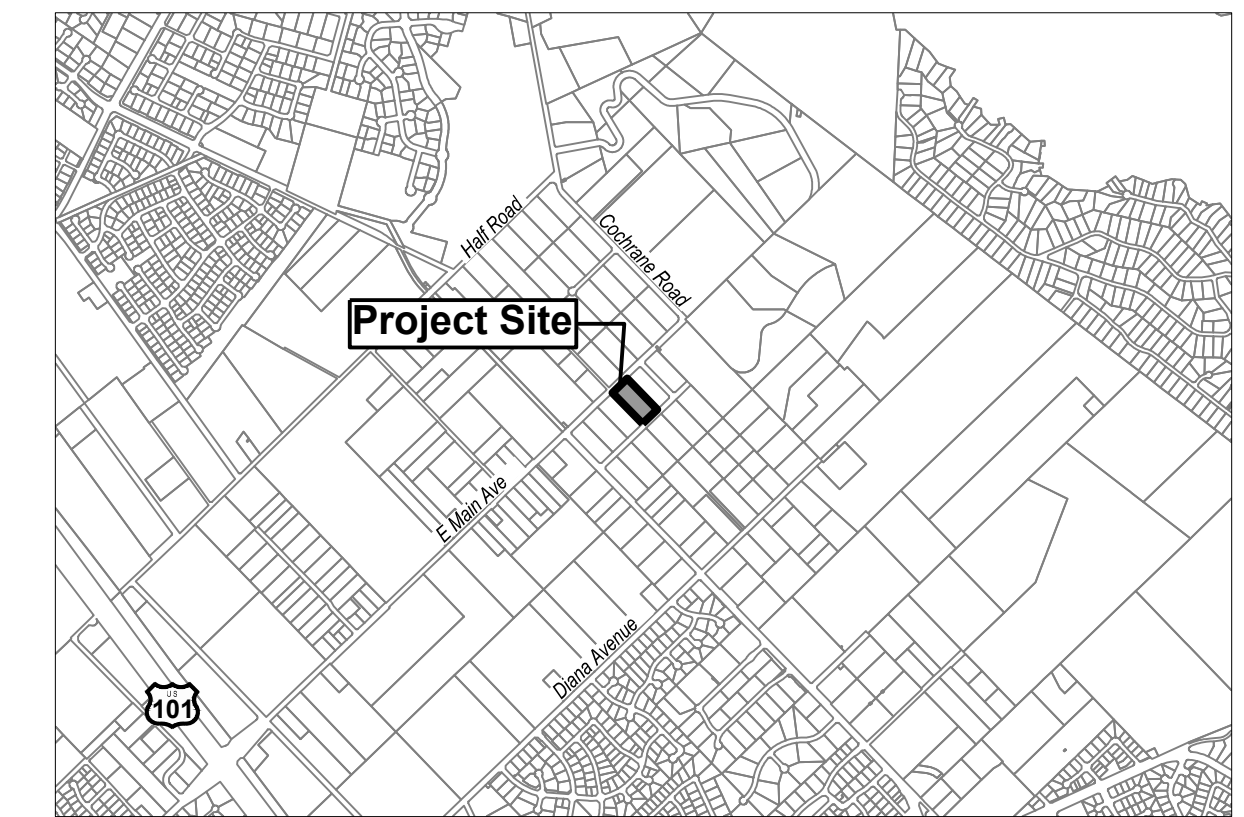 Half Road
Cochrane Road
Project Site
E Main Ave
Diana Avenue
US
101